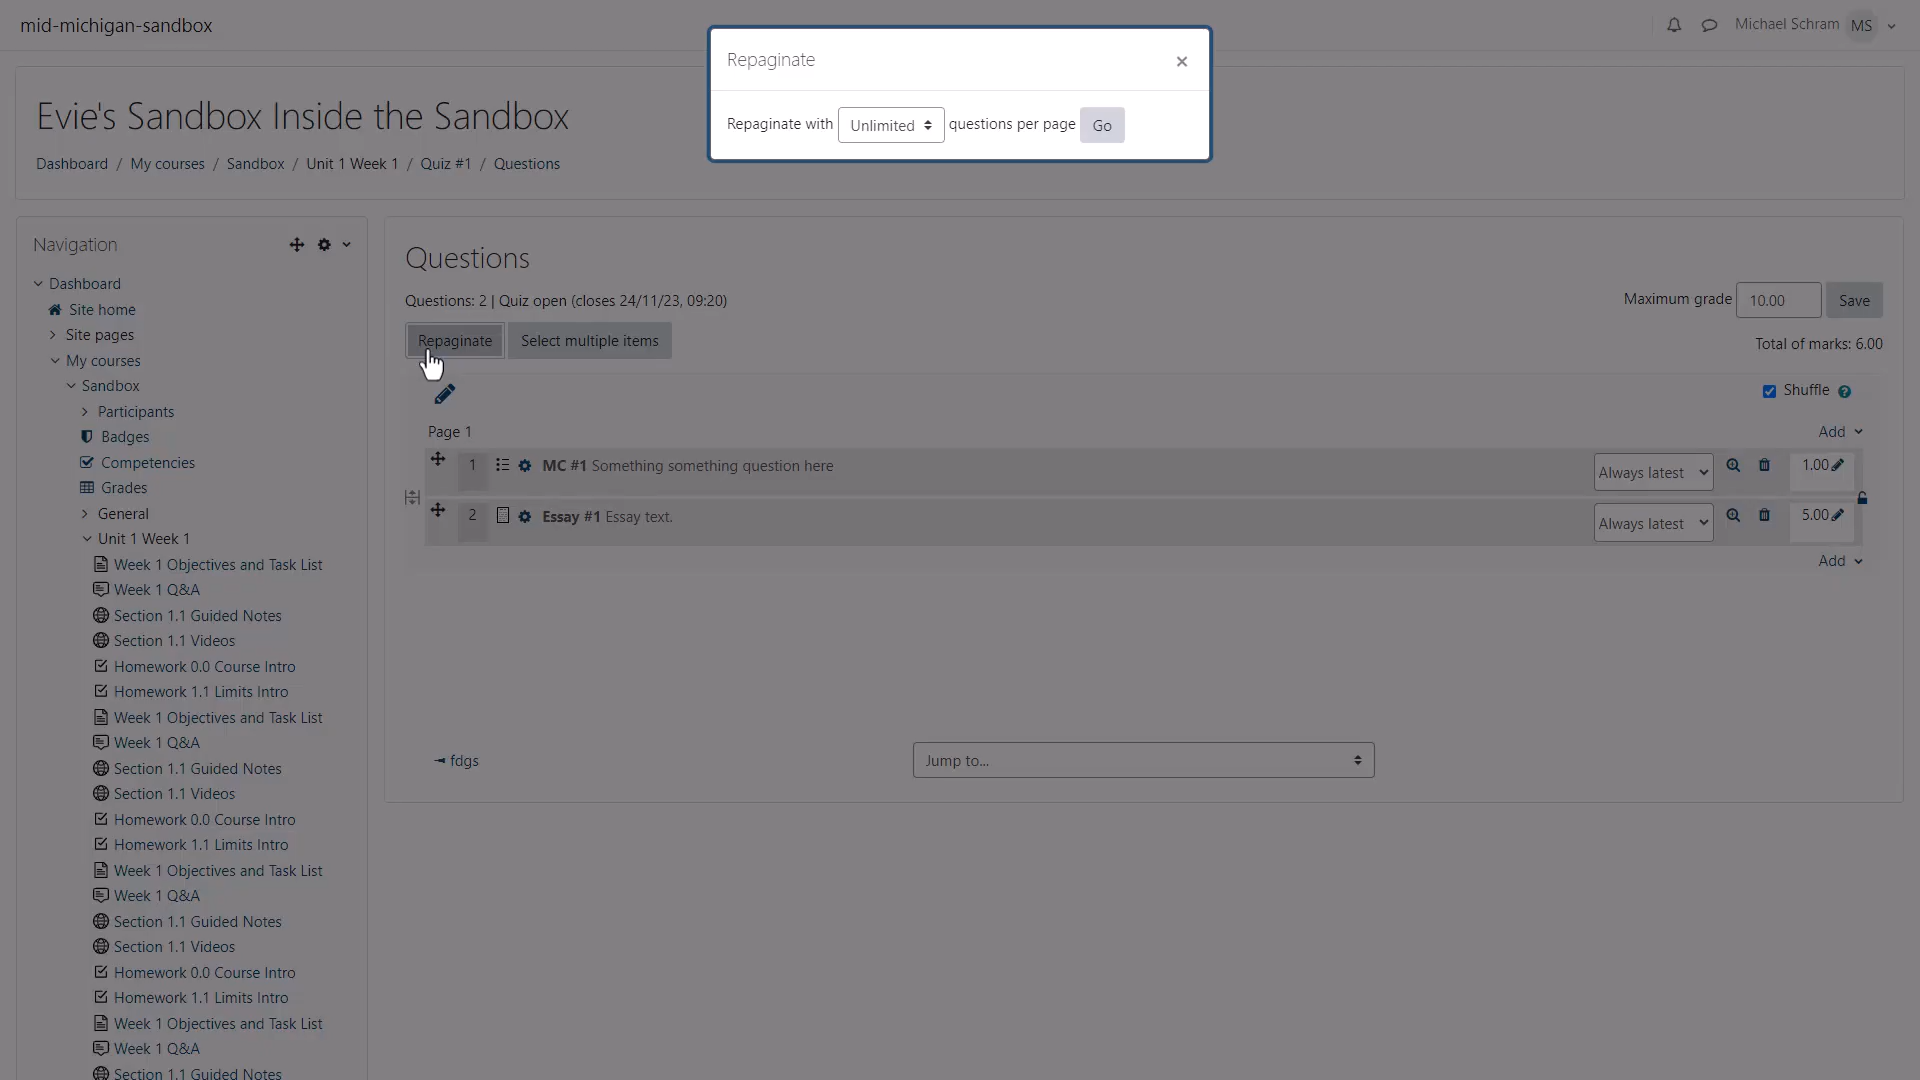 mid-michigan-sandbox
Michael Schram MS
Repaginate ×
Repaginate with Unlimited questions per page Go
Evie's Sandbox Inside the Sandbox
Dashboard / My courses / Sandbox / Unit 1 Week 1 / Quiz #1 / Questions
Navigation
Dashboard
Site home
Site pages
My courses
Sandbox
Participants
Badges
Competencies
Grades
General
Unit 1 Week 1
Week 1 Objectives and Task List
Week 1 Q&A
Section 1.1 Guided Notes
Section 1.1 Videos
Homework 0.0 Course Intro
Homework 1.1 Limits Intro
Week 1 Objectives and Task List
Week 1 Q&A
Section 1.1 Guided Notes
Section 1.1 Videos
Homework 0.0 Course Intro
Homework 1.1 Limits Intro
Week 1 Objectives and Task List
Week 1 Q&A
Section 1.1 Guided Notes
Section 1.1 Videos
Homework 0.0 Course Intro
Homework 1.1 Limits Intro
Week 1 Objectives and Task List
Week 1 Q&A
Section 1.1 Guided Notes
Questions
Questions: 2 | Quiz open (closes 24/11/23, 09:20)
Maximum grade 10.00 Save
Repaginate Select multiple items
Total of marks: 6.00
Shuffle
Page 1 Add
1 MC #1 Something something question here Always latest 1.00
2 Essay #1 Essay text. Always latest 5.00
Add
◄ fdgs Jump to...